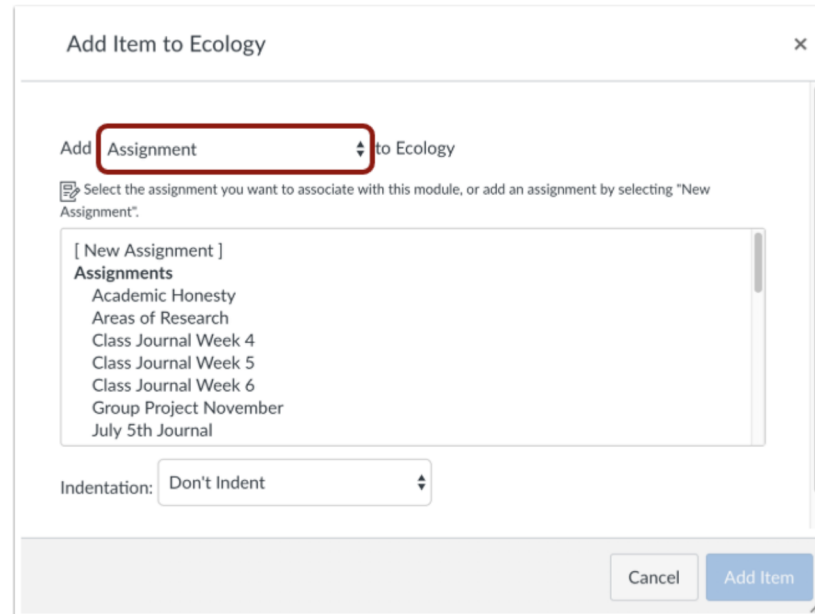 Add Item to Ecology ×
Add Assignment to Ecology
Select the assignment you want to associate with this module, or add an assignment by selecting "New
Assignment".
[ New Assignment ]
Assignments
Academic Honesty
Areas of Research
Class Journal Week 4
Class Journal Week 5
Class Journal Week 6
Group Project November
July 5th Journal
Indentation: Don't Indent
Cancel Add Item